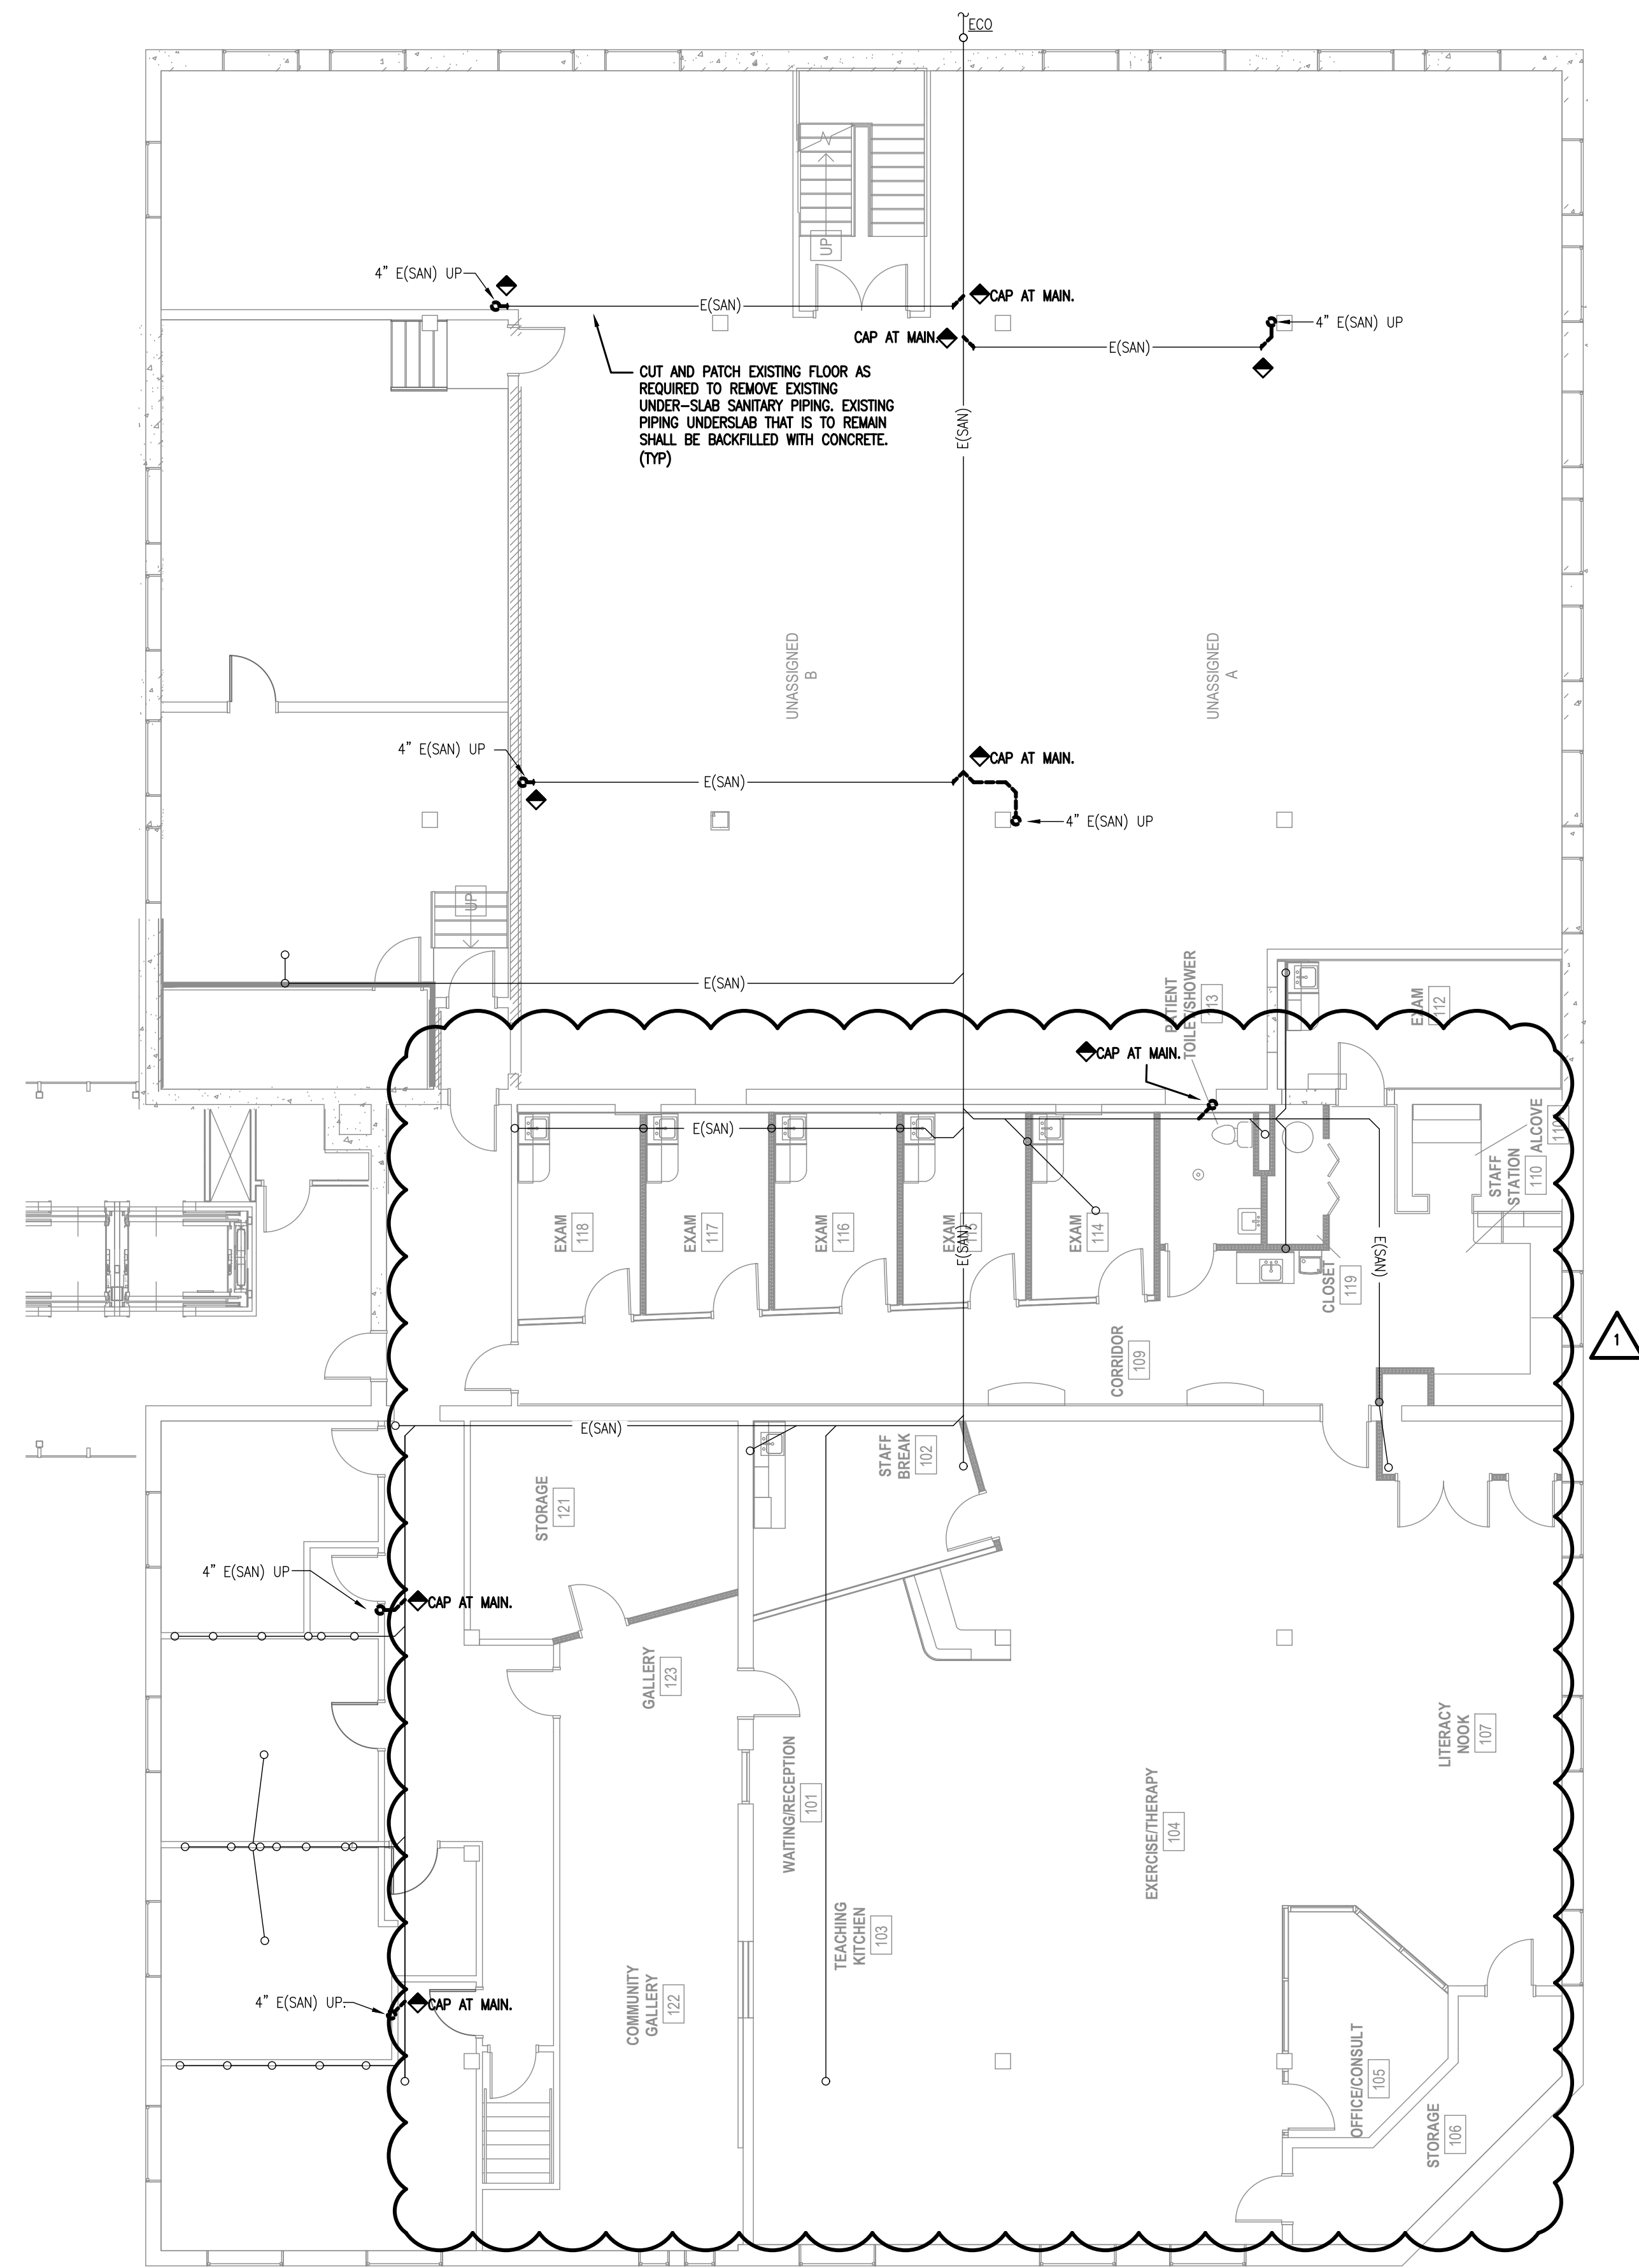 ECO
4" E(SAN) UP
E(SAN)
CAP AT MAIN.
CAP AT MAIN.
E(SAN)
4" E(SAN) UP
UP
CUT AND PATCH EXISTING FLOOR AS
REQUIRED TO REMOVE EXISTING
UNDER-SLAB SANITARY PIPING. EXISTING
PIPING UNDERSLAB THAT IS TO REMAIN
SHALL BE BACKFILLED WITH CONCRETE.
(TYP)
E(SAN)
UNASSIGNED
B
UNASSIGNED
A
4" E(SAN) UP
E(SAN)
CAP AT MAIN.
4" E(SAN) UP
UP
E(SAN)
PATIENT
TOILET/SHOWER
113
EXAM
112
CAP AT MAIN.
E(SAN)
ALCOVE
110
STAFF
STATION
110
EXAM
118
EXAM
117
EXAM
116
EXAM
115
E(SAN)
EXAM
114
E(SAN)
CLOSET
119
CORRIDOR
109
1
E(SAN)
STAFF
BREAK
102
STORAGE
121
4" E(SAN) UP
CAP AT MAIN.
GALLERY
123
WAITING/RECEPTION
101
LITERACY
NOOK
107
EXERCISE/THERAPY
104
TEACHING
KITCHEN
103
COMMUNITY
GALLERY
122
4" E(SAN) UP.
CAP AT MAIN.
OFFICE/CONSULT
105
STORAGE
106